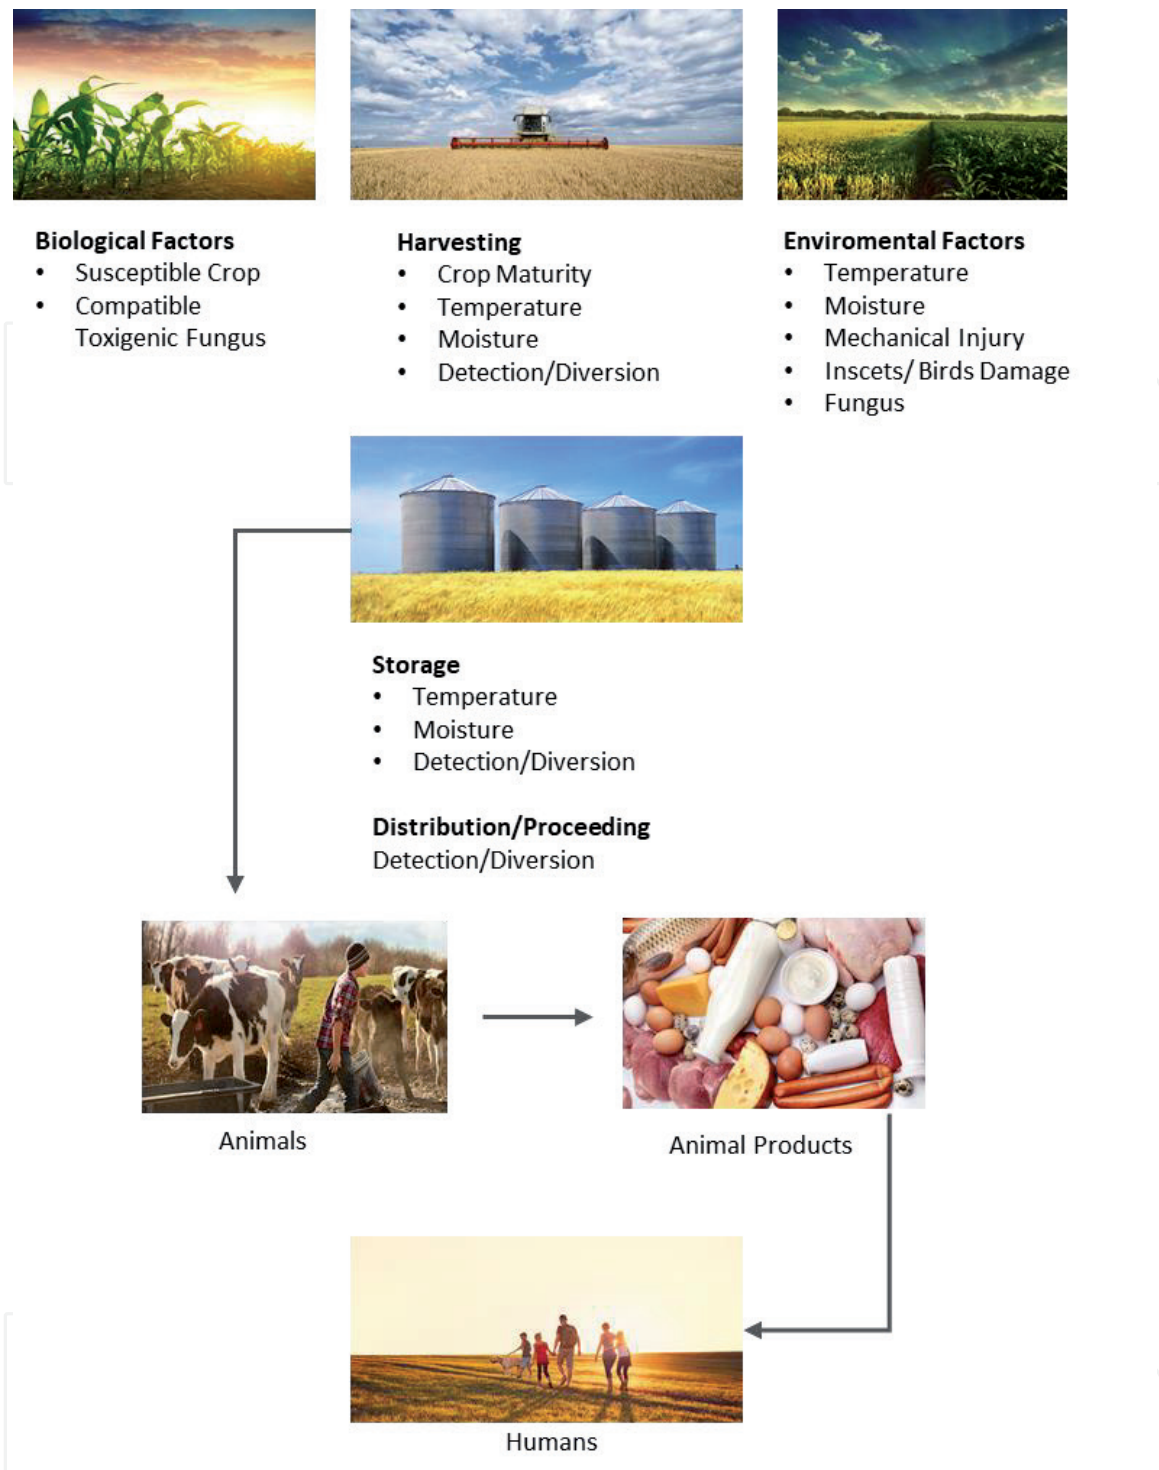 Biological Factors
• Susceptible Crop
• Compatible
Toxigenic Fungus
Harvesting
• Crop Maturity
• Temperature
• Moisture
• Detection/Diversion
Enviromental Factors
• Temperature
• Moisture
• Mechanical Injury
• Inscets/ Birds Damage
• Fungus
Storage
• Temperature
• Moisture
• Detection/Diversion
Distribution/Proceeding
Detection/Diversion
Animals
Animal Products
Humans